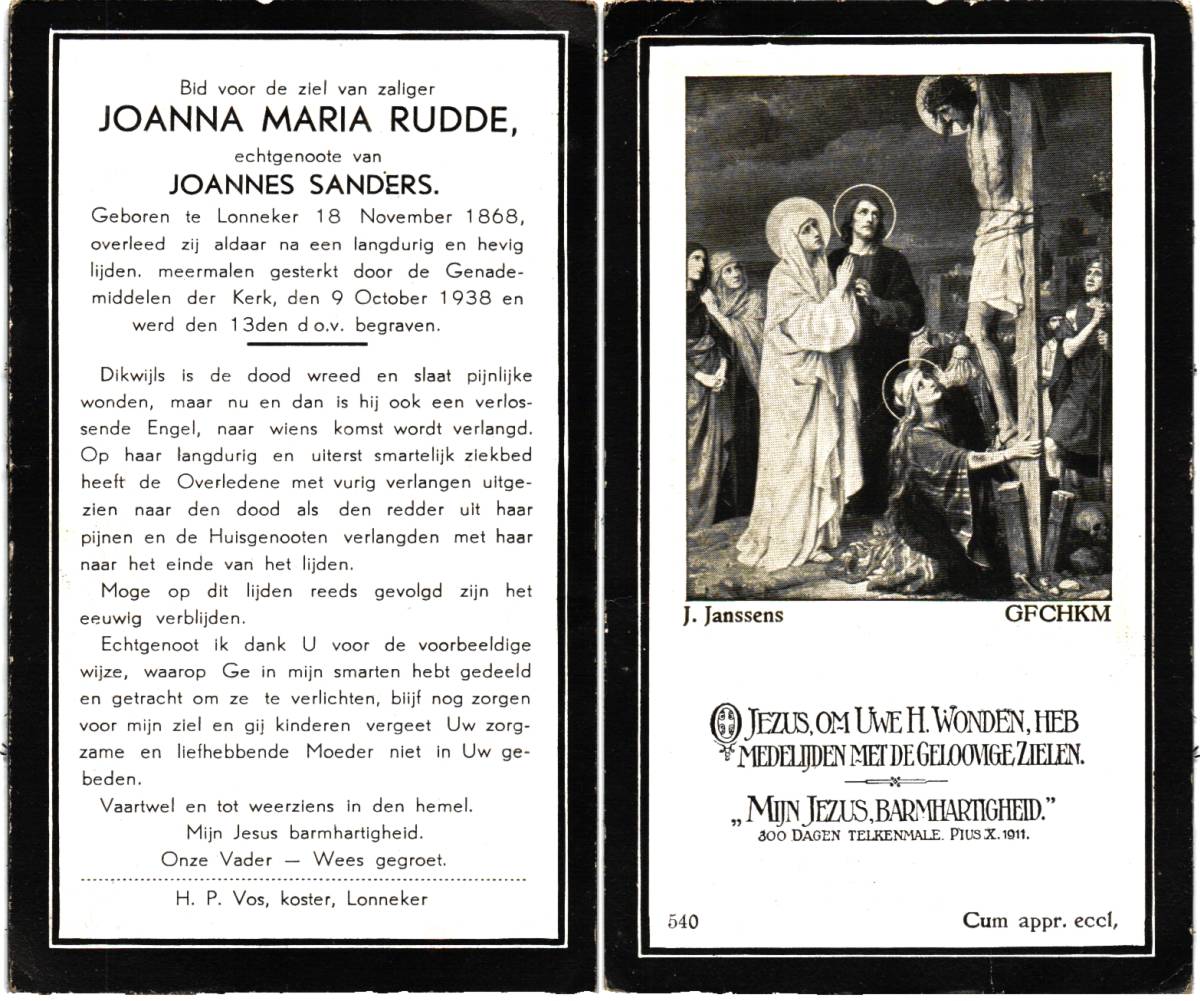 Bid voor de ziel van zaliger
JOANNA MARIA RUDDE,
echtgenoote van
JOANNES SANDERS.
Geboren te Lonneker 18 November 1868,
overleed zij aldaar na een langdurig en hevig
lijden. meermalen gesterkt door de Genade-
middelen der Kerk, den 9 October 1938 en
werd den 13den d o.v. begraven.
Dikwijls is de dood wreed en slaat pijnlijke
wonden, maar nu en dan is hij ook een verlos-
sende Engel, naar wiens komst wordt verlangd.
Op haar langdurig en uiterst smartelijk ziekbed
heeft de Overledene met vurig verlangen uitge-
zien naar den dood als den redder uit haar
pijnen en de Huisgenooten verlangden met haar
naar het einde van het lijden.
Moge op dit lijden reeds gevolgd zijn het
eeuwig verblijden.
Echtgenoot ik dank U voor de voorbeeldige
wijze, waarop Ge in mijn smarten hebt gedeeld
en getracht om ze te verlichten, biijf nog zorgen
voor mijn ziel en gij kinderen vergeet Uw zorg-
zame en liefhebbende Moeder niet in Uw ge-
beden.
Vaartwel en tot weerziens in den hemel.
Mijn Jesus barmhartigheid.
Onze Vader — Wees gegroet.
H. P. Vos, koster, Lonneker
J. Janssens GFCHKM
O JEZUS, OM UWE H. WONDEN, HEB
MEDELIJDEN MET DE GELOOVIGE ZIELEN.
„MIJN JEZUS, BARMHARTIGHEID."
300 DAGEN TELKENMALE. PIUS X. 1911.
540 Cum appr. eccl,